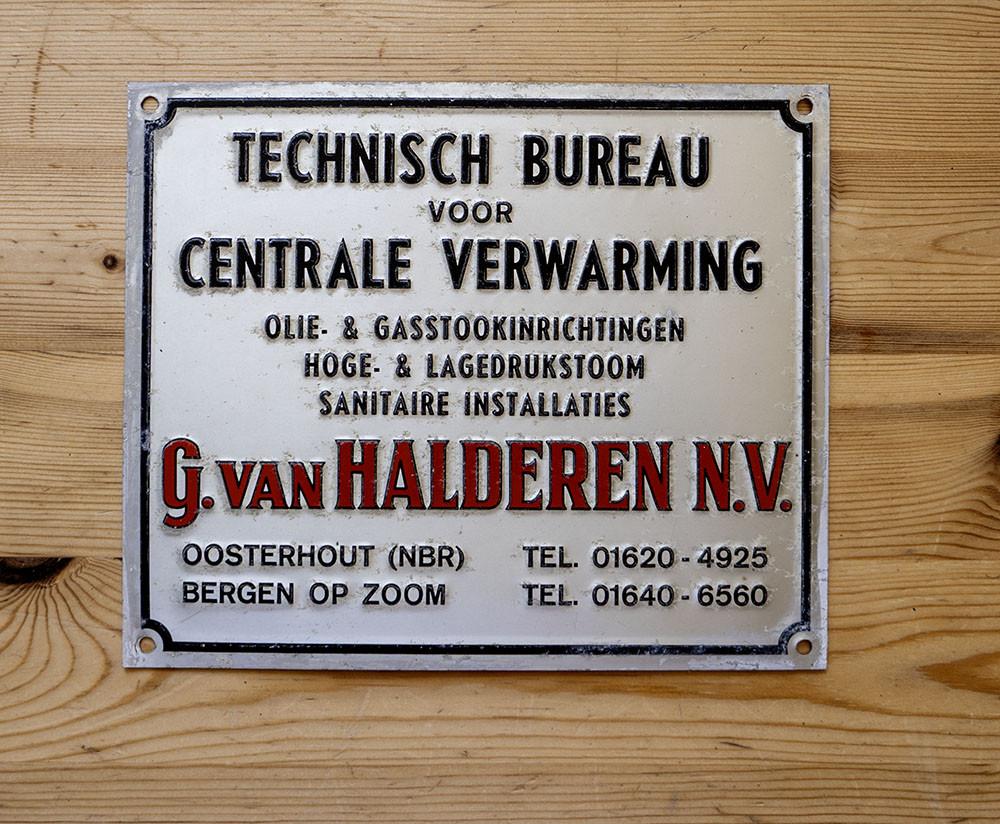 TECHNISCH BUREAU
VOOR
CENTRALE VERWARMING
OLIE- & GASSTOOKINRICHTINGEN
HOGE- & LAGEDRUKSTOOM
SANITAIRE INSTALLATIES
G. VAN HALDEREN N.V.
OOSTERHOUT (NBR) TEL. 01620 - 4925
BERGEN OP ZOOM TEL. 01640 - 6560